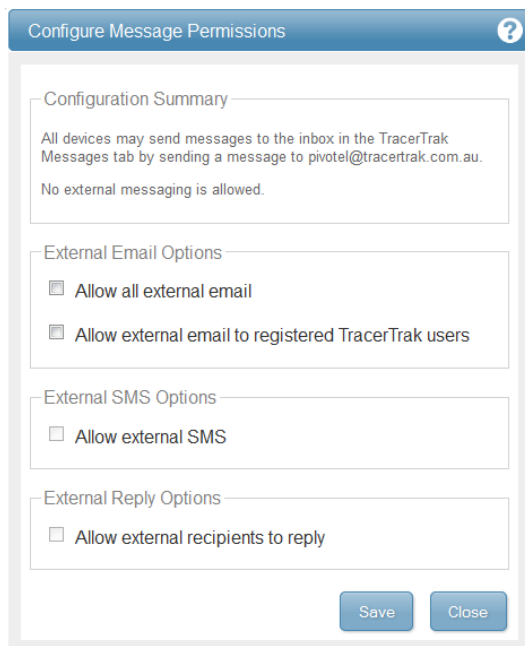 Configure Message Permissions
?
Configuration Summary
All devices may send messages to the inbox in the TracerTrak
Messages tab by sending a message to pivotel@tracertrak.com.au.
No external messaging is allowed.
External Email Options
Allow all external email
Allow external email to registered TracerTrak users
External SMS Options
Allow external SMS
External Reply Options
Allow external recipients to reply
Save Close